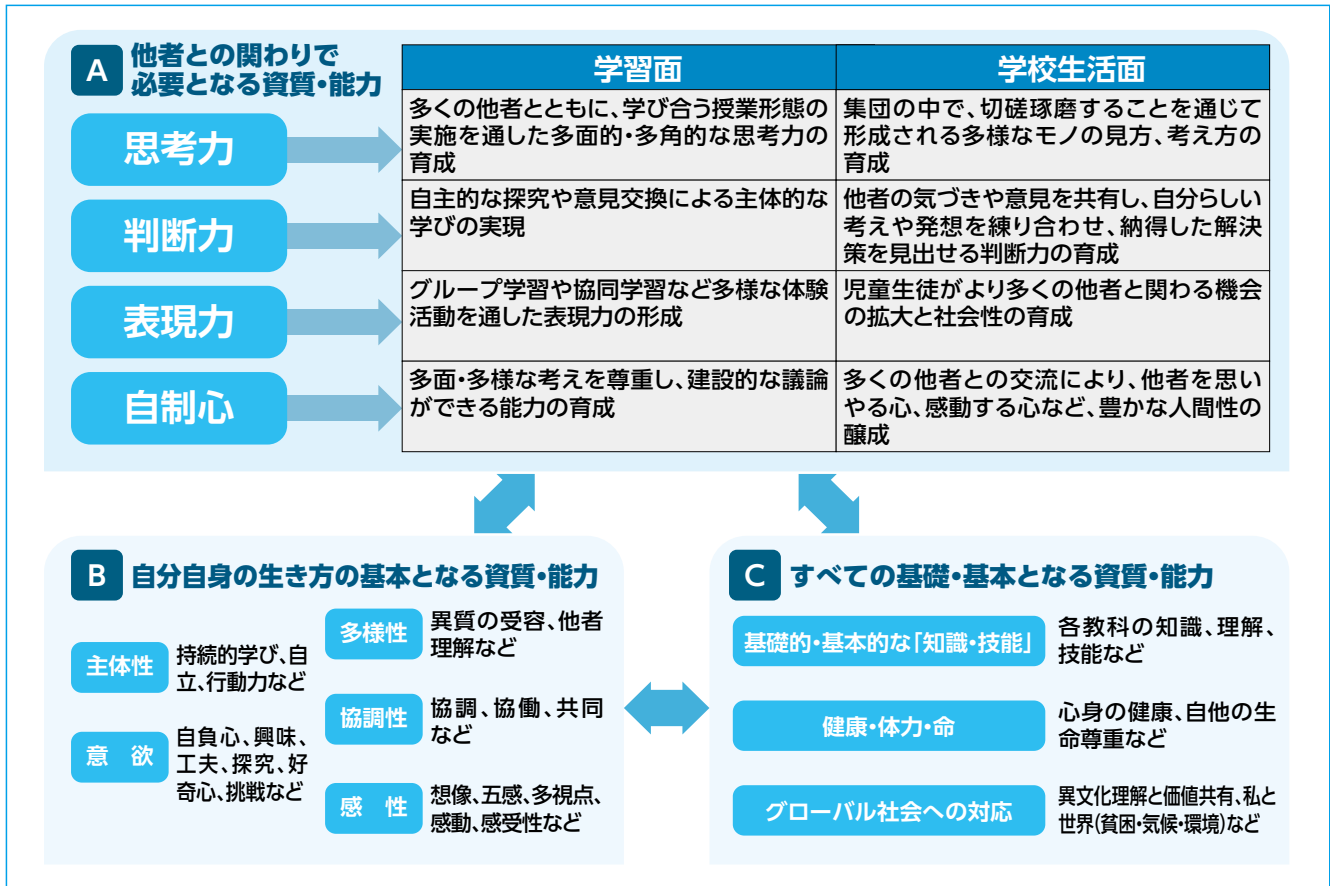 A
他者との関わりで
必要となる資質・能力
学習面
学校生活面
思考力
多くの他者とともに、学び合う授業形態の
実施を通した多面的・多角的な思考力の
育成
集団の中で、切磋琢磨することを通じて
形成される多様なモノの見方、考え方の
育成
判断力
自主的な探究や意見交換による主体的な
学びの実現
他者の気づきや意見を共有し、自分らしい
考えや発想を練り合わせ、納得した解決
策を見出せる判断力の育成
表現力
グループ学習や協同学習など多様な体験
活動を通した表現力の形成
児童生徒がより多くの他者と関わる機会
の拡大と社会性の育成
自制心
多面・多様な考えを尊重し、建設的な議論
ができる能力の育成
多くの他者との交流により、他者を思い
やる心、感動する心など、豊かな人間性の
醸成
B 自分自身の生き方の基本となる資質・能力
主体性
持続的学び、自
立、行動力など
意 欲
自負心、興味、
工夫、探究、好
奇心、挑戦など
多様性
異質の受容、他者
理解など
協調性
協調、協働、共同
など
感 性
想像、五感、多視点、
感動、感受性など
C すべての基礎・基本となる資質・能力
基礎的・基本的な「知識・技能」
各教科の知識、理解、
技能など
健康・体力・命
心身の健康、自他の生
命尊重など
グローバル社会への対応
異文化理解と価値共有、私と
世界(貧困・気候・環境)など